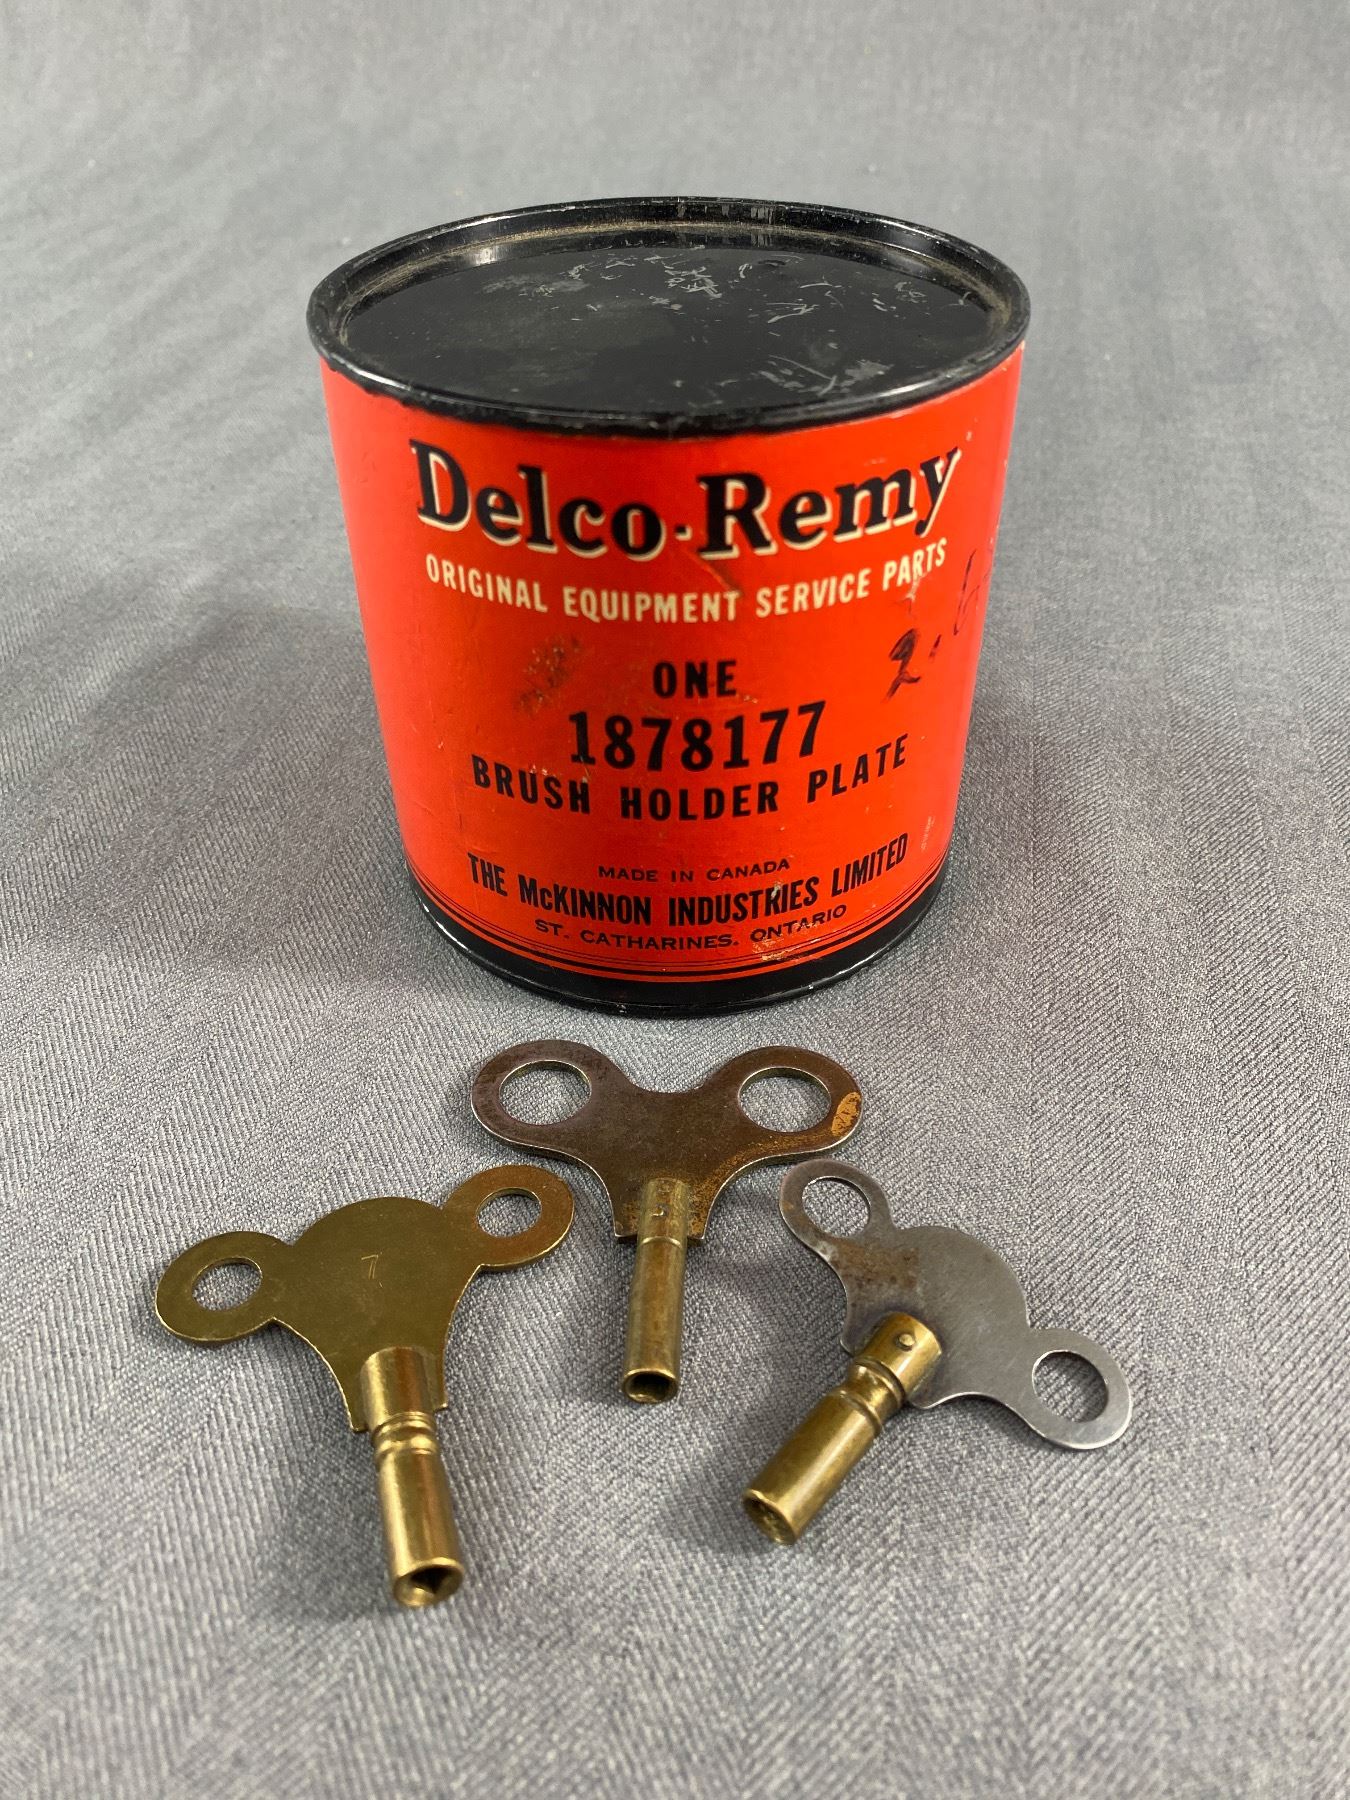 Delco-Remy
ORIGINAL EQUIPMENT SERVICE PARTS
ONE
1878177
BRUSH HOLDER PLATE
MADE IN CANADA
THE McKINNON INDUSTRIES LIMITED
ST. CATHARINES, ONTARIO
7